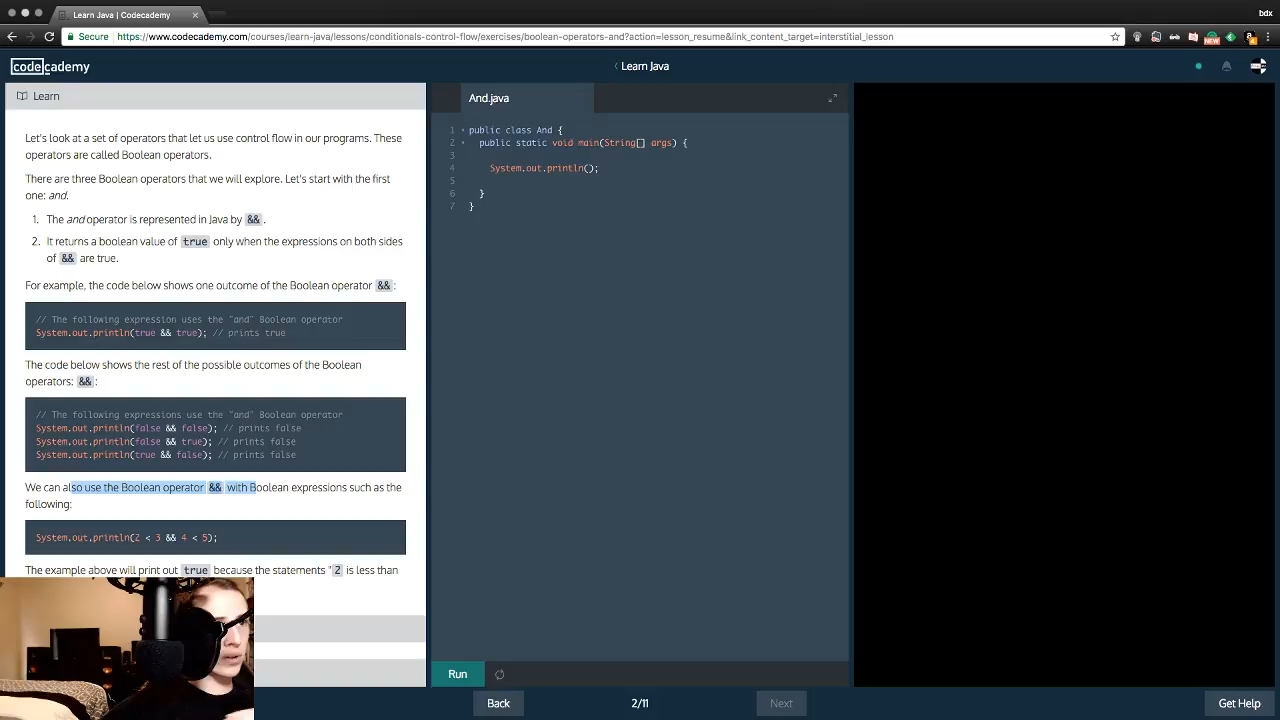 Learn Java | Codecademy
bdx
Secure https://www.codecademy.com/courses/learn-java/lessons/conditionals-control-flow/exercises/boolean-operators-and?action=lesson_resume&link_content_target=interstitial_lesson
NEW
codecademy
Learn Java
Learn
Let's look at a set of operators that let us use control flow in our programs. These
operators are called Boolean operators.
There are three Boolean operators that we will explore. Let's start with the first
one: and.
1. The and operator is represented in Java by && .
2. It returns a boolean value of true only when the expressions on both sides
of && are true.
For example, the code below shows one outcome of the Boolean operator && :
// The following expression uses the "and" Boolean operator
System.out.println(true && true); // prints true
The code below shows the rest of the possible outcomes of the Boolean
operators: && :
// The following expressions use the "and" Boolean operator
System.out.println(false && false); // prints false
System.out.println(false && true); // prints false
System.out.println(true && false); // prints false
We can also use the Boolean operator && with Boolean expressions such as the
following:
System.out.println(2 < 3 && 4 < 5);
The example above will print out true because the statements "2 is less than
And.java
1 public class And {
2 public static void main(String[] args) {
3
4 System.out.println();
5
6 }
7 }
Run
Back
2/11
Next
Get Help